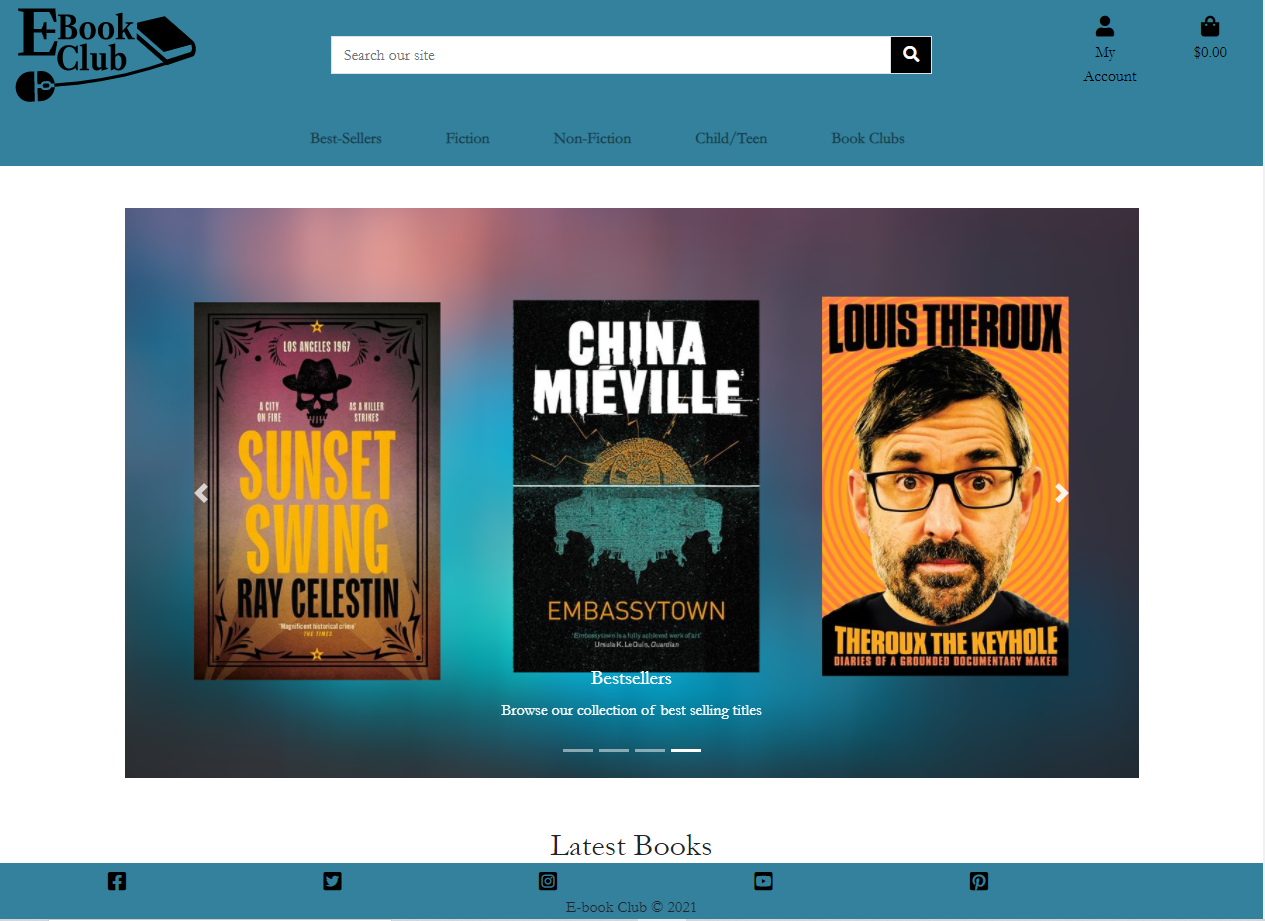 E-Book
Club
Search our site
My
Account
$0.00
Best-Sellers
Fiction
Non-Fiction
Child/Teen
Book Clubs
LOS ANGELES 1967
A CITY
ON FIRE
AS A KILLER
STRIKES
SUNSET
SWING
RAY CELESTIN
'Magnificent historical crime'
THE TIMES
CHINA
MIÉVILLE
EMBASSYTOWN
'Embassytown is a fully achieved work of art'
Ursula K. Le Guin, Guardian
LOUIS THEROUX
THEROUX THE KEYHOLE
DIARIES OF A GROUNDED DOCUMENTARY MAKER
Bestsellers
Browse our collection of best selling titles
Latest Books
E-book Club © 2021